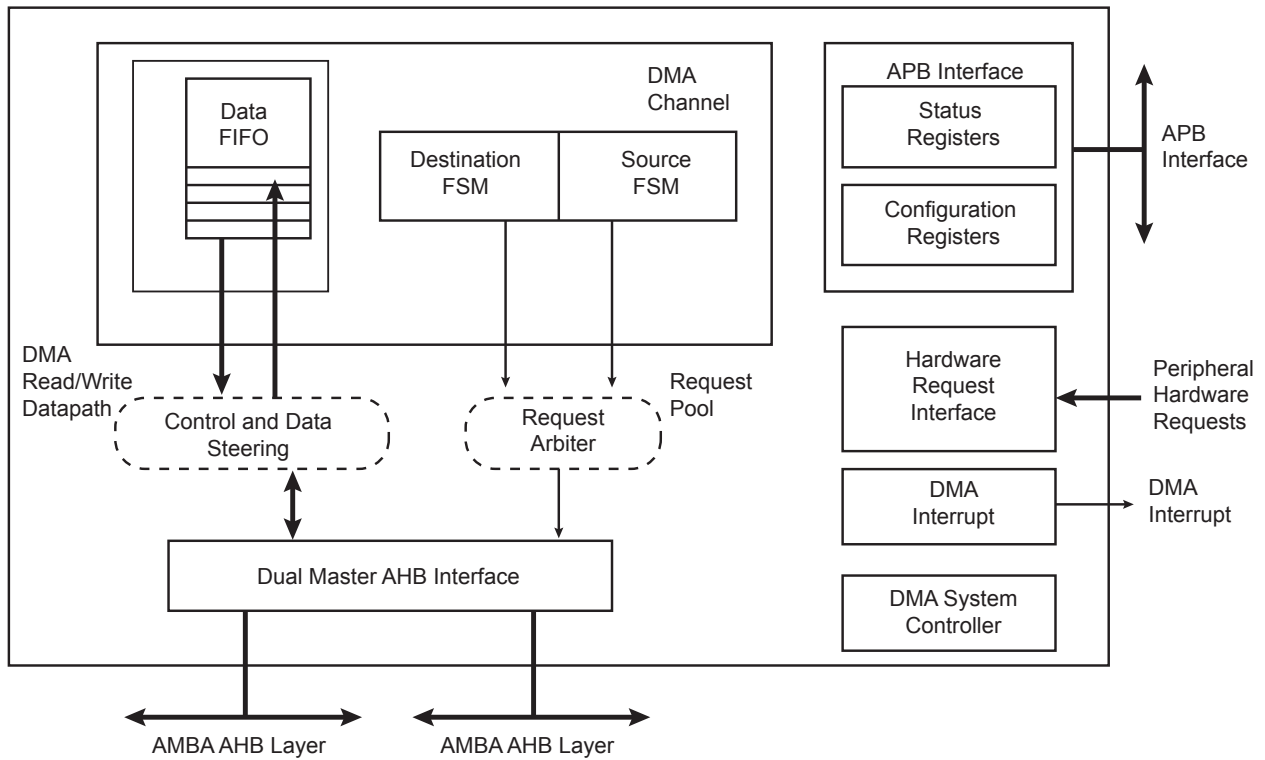 DMA
Channel
Data
FIFO
Destination
FSM
Source
FSM
APB Interface
Status
Registers
Configuration
Registers
APB
Interface
DMA
Read/Write
Datapath
Control and Data
Steering
Request
Arbiter
Request
Pool
Hardware
Request
Interface
Peripheral
Hardware
Requests
DMA
Interrupt
DMA
Interrupt
Dual Master AHB Interface
DMA System
Controller
AMBA AHB Layer
AMBA AHB Layer